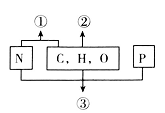 ① ②
N C, H, O P
③